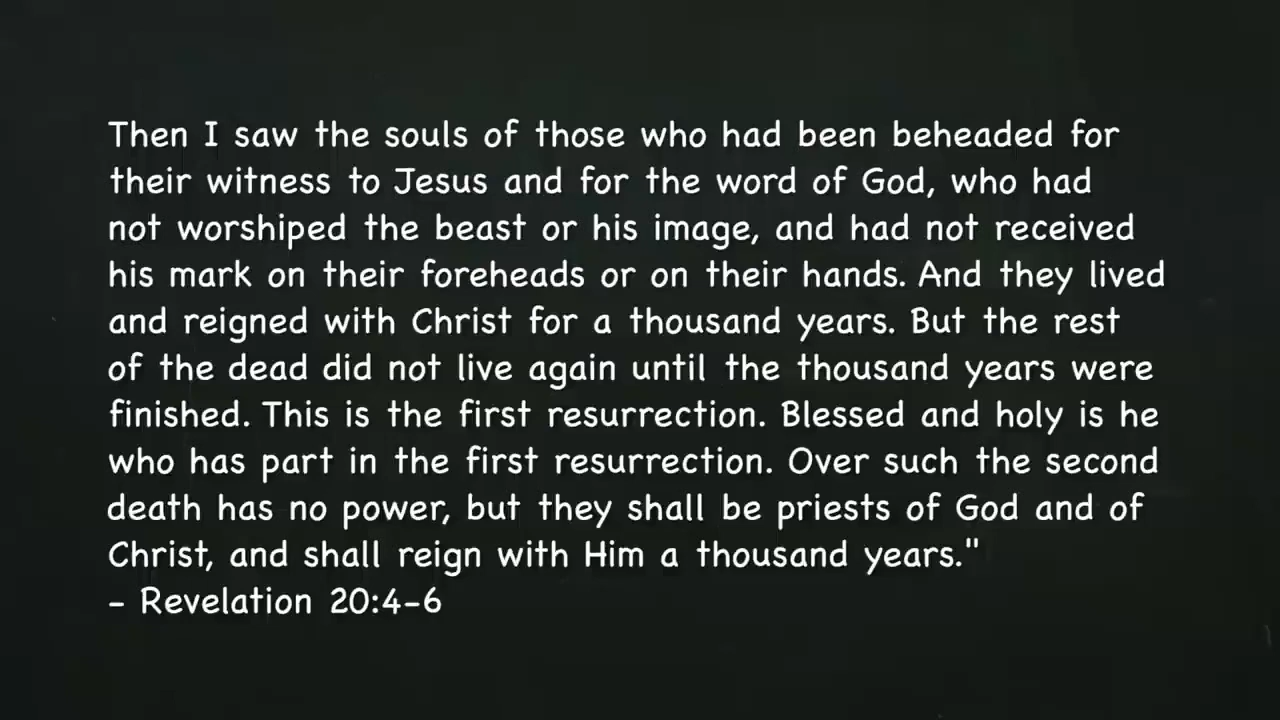 Then I saw the souls of those who had been beheaded for
their witness to Jesus and for the word of God, who had
not worshiped the beast or his image, and had not received
his mark on their foreheads or on their hands. And they lived
and reigned with Christ for a thousand years. But the rest
of the dead did not live again until the thousand years were
finished. This is the first resurrection. Blessed and holy is he
who has part in the first resurrection. Over such the second
death has no power, but they shall be priests of God and of
Christ, and shall reign with Him a thousand years."
- Revelation 20:4-6